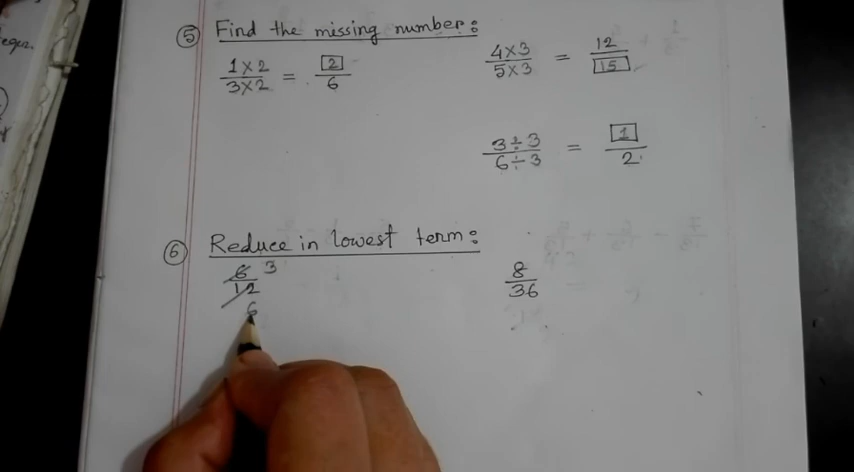 5 Find the missing number:
1×2/3×2 = 2/6
4×3/5×3 = 12/15
3÷3/6÷3 = 1/2
6 Reduce in lowest term:
6/12 3
6
8/36